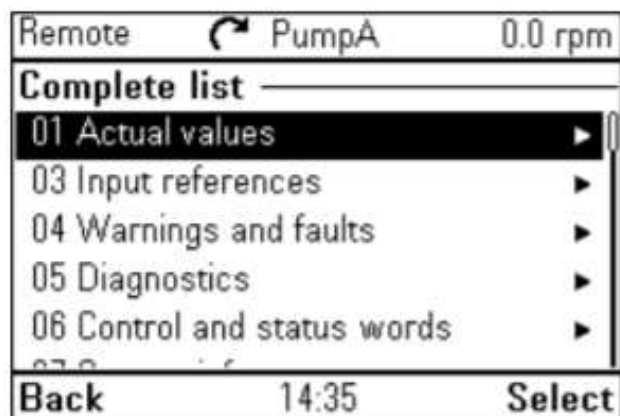 Remote PumpA 0.0 rpm
Complete list
01 Actual values
03 Input references
04 Warnings and faults
05 Diagnostics
06 Control and status words
Back 14:35 Select